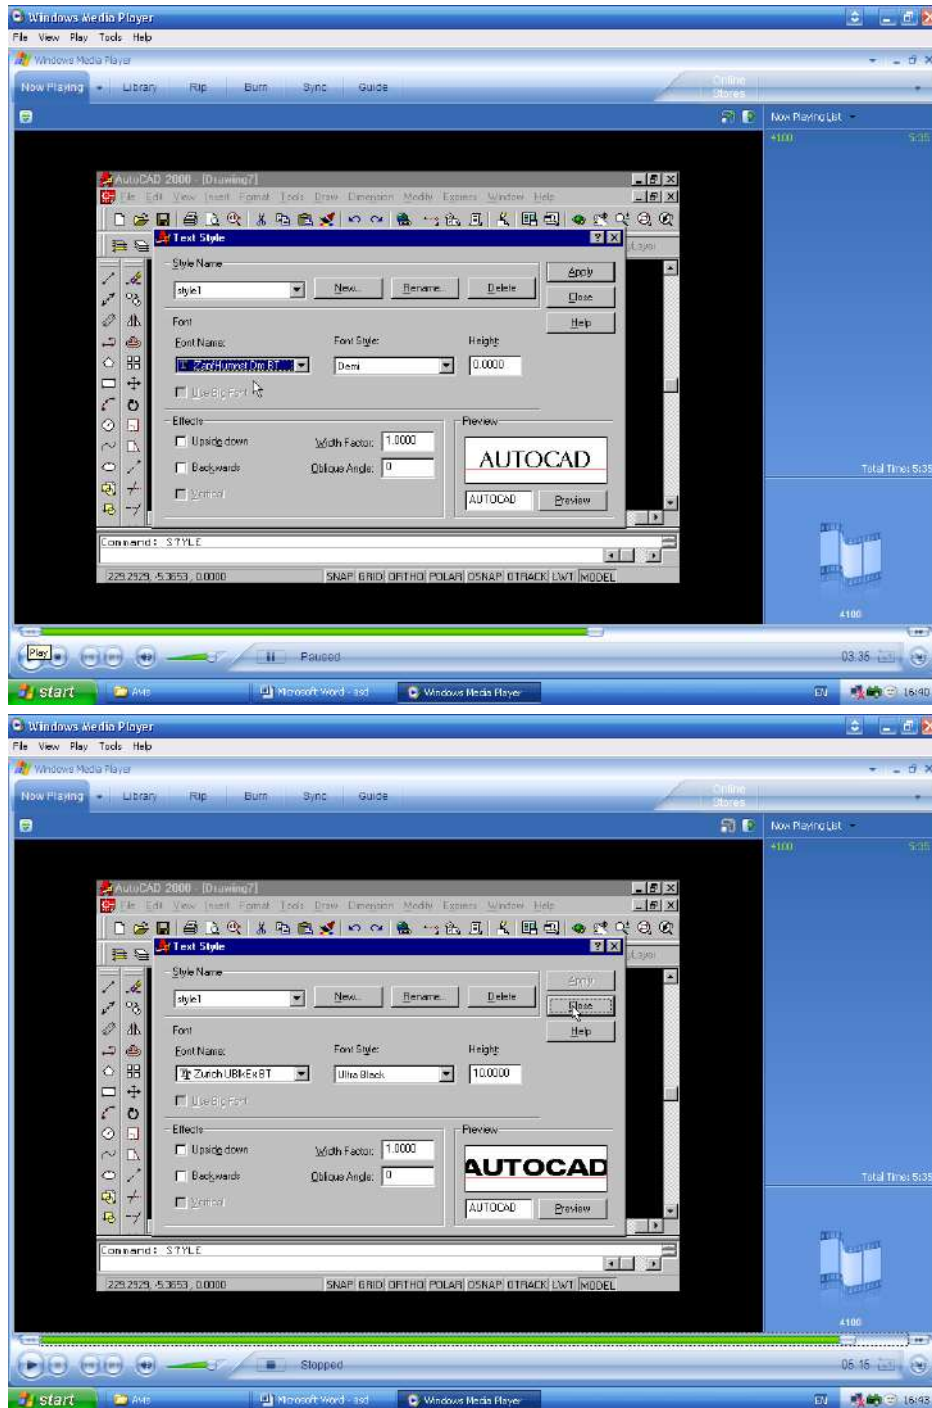 Windows Media Player
File View Play Tools Help
Windows Media Player
Now Playing Library Rip Burn Sync Guide Online Stores
Now Playing List
4100 5:35
AutoCAD 2000 - [Drawing7]
File Edit View Insert Format Tools Draw Dimension Modify Express Window Help
Text Style
Style Name
Apply
style1 New... Rename... Delete
Close
Font Help
Font Name: Font Style: Height:
Demi 0.0000
Use Big Font
Effects Preview
Upside down Width Factor: 1.0000
AUTOCAD
Backwards Oblique Angle: 0
Total Time: 5:35
Vertical AUTOCAD Preview
Command: STYLE
229.2929, -5.3653, 0.0000 SNAP GRID ORTHO POLAR OSNAP OTRACK LWT MODEL
4100
Play Paused 03:35
start Avis Microsoft Word - asd Windows Media Player EN 16:40
Windows Media Player
File View Play Tools Help
Windows Media Player
Now Playing Library Rip Burn Sync Guide Online Stores
Now Playing List
4100 5:35
AutoCAD 2000 - [Drawing7]
File Edit View Insert Format Tools Draw Dimension Modify Express Window Help
Text Style
Style Name
Apply
style1 New... Rename... Delete
Close
Font Help
Font Name: Font Style: Height:
Zurich UBlkEx BT Ultra Black 10.0000
Use Big Font
Effects Preview
Upside down Width Factor: 1.0000
AUTOCAD
Backwards Oblique Angle: 0
Total Time: 5:35
Vertical AUTOCAD Preview
Command: STYLE
229.2929, -5.3653, 0.0000 SNAP GRID ORTHO POLAR OSNAP OTRACK LWT MODEL
4100
Stopped 05:15
start Avis Microsoft Word - asd Windows Media Player EN 16:43